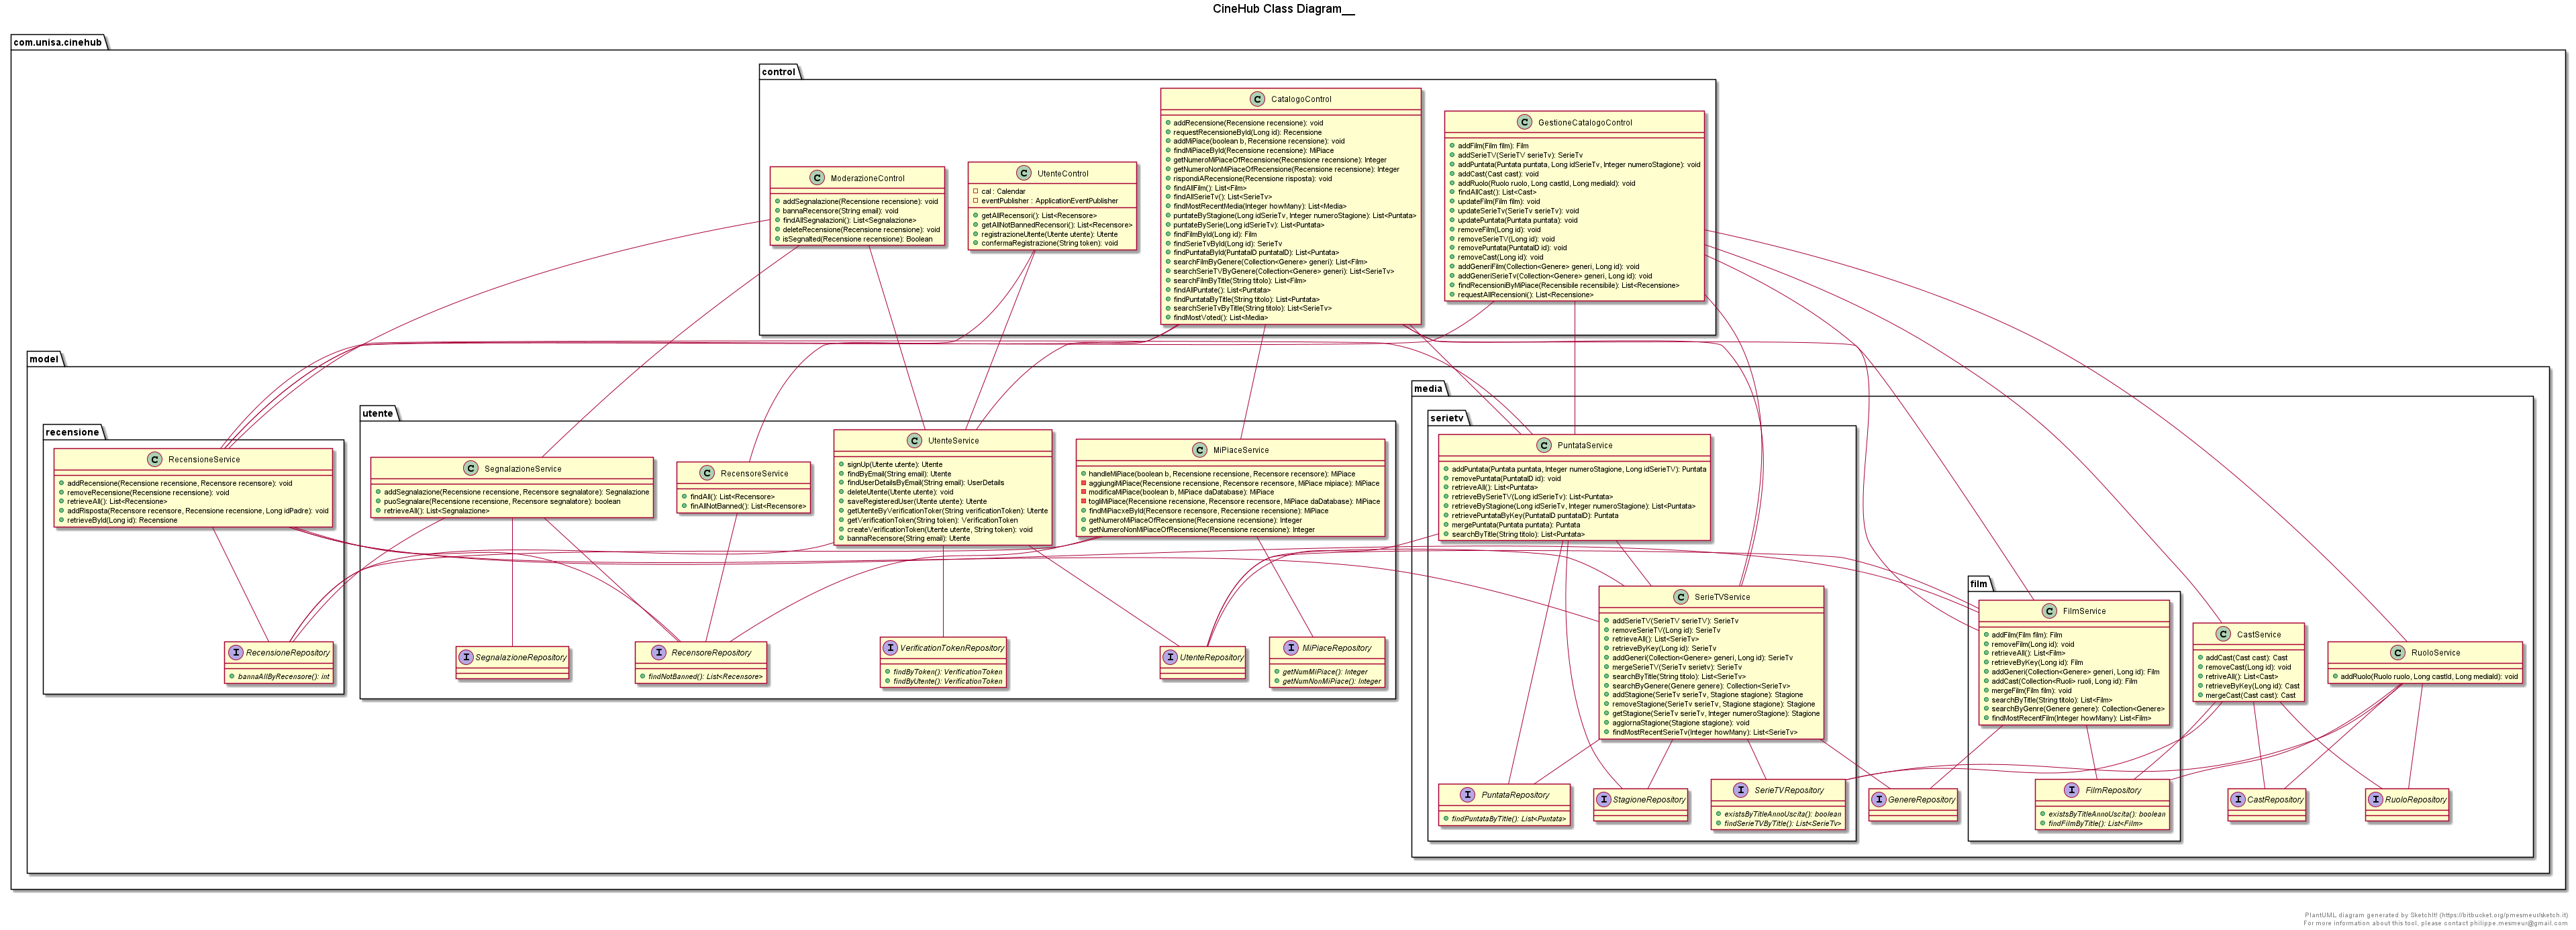 CineHub Class Diagram__
com.unisa.cinehub
control
CatalogoControl
addRecensione(Recensione recensione): void
requestRecensioneById(Long id): Recensione
addMiPiace(boolean b, Recensione recensione): void
findMiPiaceById(Recensione recensione): MiPiace
getNumeroMiPiaceOfRecensione(Recensione recensione): Integer
getNumeroNonMiPiaceOfRecensione(Recensione recensione): Integer
rispondiARecensione(Recensione risposta): void
findAllFilm(): List<Film>
findAllSerieTv(): List<SerieTv>
findMostRecentMedia(Integer howMany): List<Media>
puntateByStagione(Long idSerieTv, Integer numeroStagione): List<Puntata>
puntateBySerie(Long idSerieTv): List<Puntata>
findFilmById(Long id): Film
findSerieTvById(Long id): SerieTv
findPuntataById(PuntataID puntataID): List<Puntata>
searchFilmByGenere(Collection<Genere> generi): List<Film>
searchSerieTVByGenere(Collection<Genere> generi): List<SerieTv>
searchFilmByTitle(String titolo): List<Film>
findAllPuntate(): List<Puntata>
findPuntataByTitle(String titolo): List<Puntata>
searchSerieTvByTitle(String titolo): List<SerieTv>
findMostVoted(): List<Media>
GestioneCatalogoControl
addFilm(Film film): Film
addSerieTV(SerieTV serieTv): SerieTv
addPuntata(Puntata puntata, Long idSerieTv, Integer numeroStagione): void
addCast(Cast cast): void
addRuolo(Ruolo ruolo, Long castId, Long mediaId): void
findAllCast(): List<Cast>
updateFilm(Film film): void
updateSerieTv(SerieTv serieTv): void
updatePuntata(Puntata puntata): void
removeFilm(Long id): void
removeSerieTV(Long id): void
removePuntata(PuntataID id): void
removeCast(Long id): void
addGeneriFilm(Collection<Genere> generi, Long id): void
addGeneriSerieTv(Collection<Genere> generi, Long id): void
findRecensioniByMiPiace(Recensibile recensibile): List<Recensione>
requestAllRecensioni(): List<Recensione>
ModerazioneControl
addSegnalazione(Recensione recensione): void
bannaRecensore(String email): void
findAllSegnalazioni(): List<Segnalazione>
deleteRecensione(Recensione recensione): void
isSegnalted(Recensione recensione): Boolean
UtenteControl
cal : Calendar
eventPublisher : ApplicationEventPublisher
getAllRecensori(): List<Recensore>
getAllNotBannedRecensori(): List<Recensore>
registrazioneUtente(Utente utente): Utente
confermaRegistrazione(String token): void
model
recensione
RecensioneService
addRecensione(Recensione recensione, Recensore recensore): void
removeRecensione(Recensione recensione): void
retrieveAll(): List<Recensione>
addRisposta(Recensore recensore, Recensione recensione, Long idPadre): void
retrieveById(Long id): Recensione
RecensioneRepository
bannaAllByRecensore(): int
utente
SegnalazioneService
addSegnalazione(Recensione recensione, Recensore segnalatore): Segnalazione
puoSegnalare(Recensione recensione, Recensore segnalatore): boolean
retrieveAll(): List<Segnalazione>
RecensoreService
findAll(): List<Recensore>
finAllNotBanned(): List<Recensore>
UtenteService
signUp(Utente utente): Utente
findByEmail(String email): Utente
findUserDetailsByEmail(String email): UserDetails
deleteUtente(Utente utente): void
saveRegisteredUser(Utente utente): Utente
getUtenteByVerificationToker(String verificationToken): Utente
getVerificationToken(String token): VerificationToken
createVerificationToken(Utente utente, String token): void
bannaRecensore(String email): Utente
MiPiaceService
handleMiPiace(boolean b, Recensione recensione, Recensore recensore): MiPiace
aggiungiMiPiace(Recensione recensione, Recensore recensore, MiPiace mipiace): MiPiace
modificaMiPiace(boolean b, MiPiace daDatabase): MiPiace
togliMiPiace(Recensione recensione, Recensore recensore, MiPiace daDatabase): MiPiace
findMiPiacxeById(Recensore recensore, Recensione recensione): MiPiace
getNumeroMiPiaceOfRecensione(Recensione recensione): Integer
getNumeroNonMiPiaceOfRecensione(Recensione recensione): Integer
SegnalazioneRepository
RecensoreRepository
findNotBanned(): List<Recensore>
VerificationTokenRepository
findByToken(): VerificationToken
findByUtente(): VerificationToken
UtenteRepository
MiPiaceRepository
getNumMiPiace(): Integer
getNumNonMiPiace(): Integer
media
serietv
PuntataService
addPuntata(Puntata puntata, Integer numeroStagione, Long idSerieTV): Puntata
removePuntata(PuntataID id): void
retrieveAll(): List<Puntata>
retrieveBySerieTV(Long idSerieTv): List<Puntata>
retrieveByStagione(Long idSerieTv, Integer numeroStagione): List<Puntata>
retrievePuntataByKey(PuntataID puntataID): Puntata
mergePuntata(Puntata puntata): Puntata
searchByTitle(String titolo): List<Puntata>
SerieTVService
addSerieTV(SerieTV serieTV): SerieTv
removeSerieTV(Long id): SerieTv
retrieveAll(): List<SerieTv>
retrieveByKey(Long id): SerieTv
addGeneri(Collection<Genere> generi, Long id): SerieTv
mergeSerieTV(SerieTv serietv): SerieTv
searchByTitle(String titolo): List<SerieTv>
searchByGenere(Genere genere): Collection<SerieTv>
addStagione(SerieTv serieTv, Stagione stagione): Stagione
removeStagione(SerieTv serieTv, Stagione stagione): Stagione
getStagione(SerieTv serieTv, Integer numeroStagione): Stagione
aggiornaStagione(Stagione stagione): void
findMostRecentSerieTv(Integer howMany): List<SerieTv>
PuntataRepository
findPuntataByTitle(): List<Puntata>
StagioneRepository
SerieTVRepository
existsByTitleAnnoUscita(): boolean
findSerieTVByTitle(): List<SerieTv>
GenereRepository
film
FilmService
addFilm(Film film): Film
removeFilm(Long id): void
retrieveAll(): List<Film>
retrieveByKey(Long id): Film
addGeneri(Collection<Genere> generi, Long id): Film
addCast(Collection<Ruol> ruoli, Long id): Film
mergeFilm(Film film): void
searchByTitle(String titolo): List<Film>
searchByGenre(Genere genere): Collection<Genere>
findMostRecentFilm(Integer howMany): List<Film>
FilmRepository
existsByTitleAnnoUscita(): boolean
findFilmByTitle(): List<Film>
CastService
addCast(Cast cast): Cast
removeCast(Long id): void
retriveAll(): List<Cast>
retrieveByKey(Long id): Cast
mergeCast(Cast cast): Cast
RuoloService
addRuolo(Ruolo ruolo, Long castId, Long mediaId): void
CastRepository
RuoloRepository
PlantUML diagram generated by SketchIt! (https://bitbucket.org/pmesmeur/sketch.it)
For more information about this tool, please contact philippe.mesmeur@gmail.com